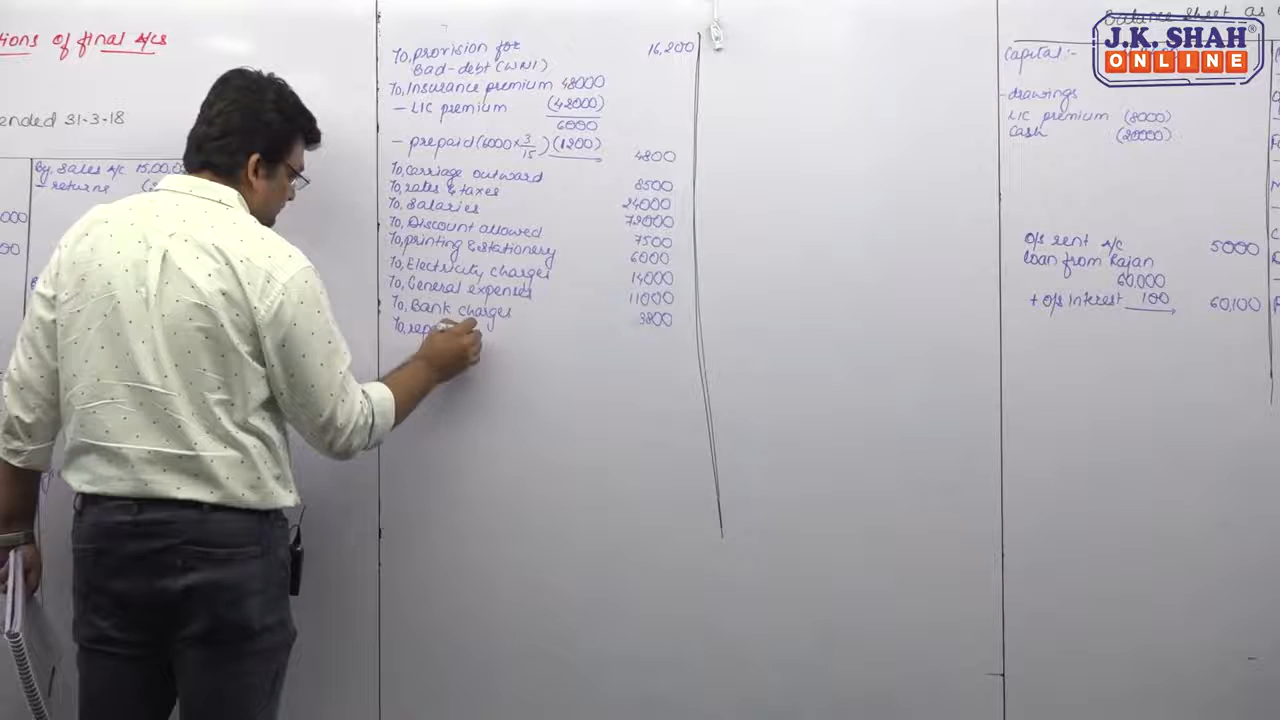 tions of final A/cs
ended 31-3-18
By, Sales A/c 15,00,0
- returns
000
00
To, provision for 16,200
Bad-debt (WN1)
To, Insurance premium 48000
- LIC premium (42000)
6000
- prepaid (6000 × 3/15) (1200) 4800
To, Carriage outward 8500
To, rates & taxes 24000
To, Salaries 72000
To, Discount allowed 7500
To, printing & stationery 6000
To, Electricity charges 14000
To, General expenses 11000
To, Bank charges 3800
To, rep
Balance Sheet as
J.K. SHAH®
ONLINE
Capital:-
- drawings
LIC premium (8000)
Cash (20000)
O/s rent A/c 5000
Loan from Rajan
60,000
+ O/s Interest 100 60,100